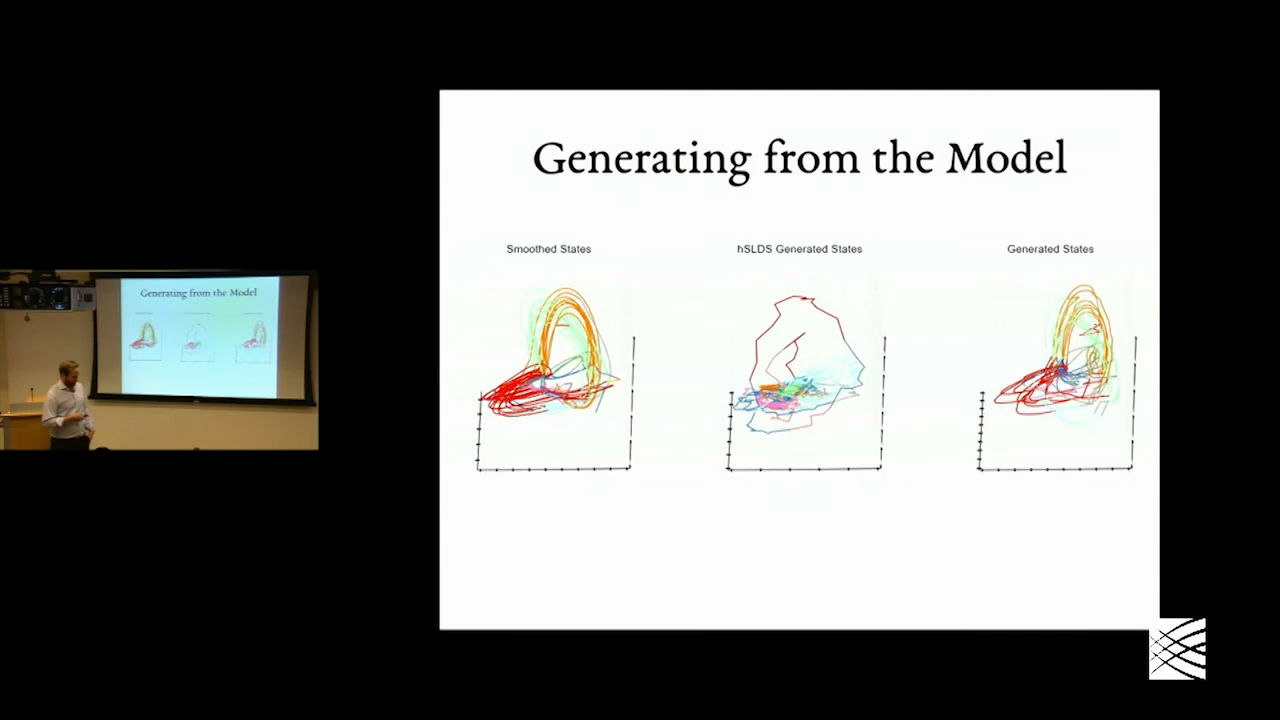 Generating from the Model
Smoothed States
hSLDS Generated States
Generated States
Generating from the Model